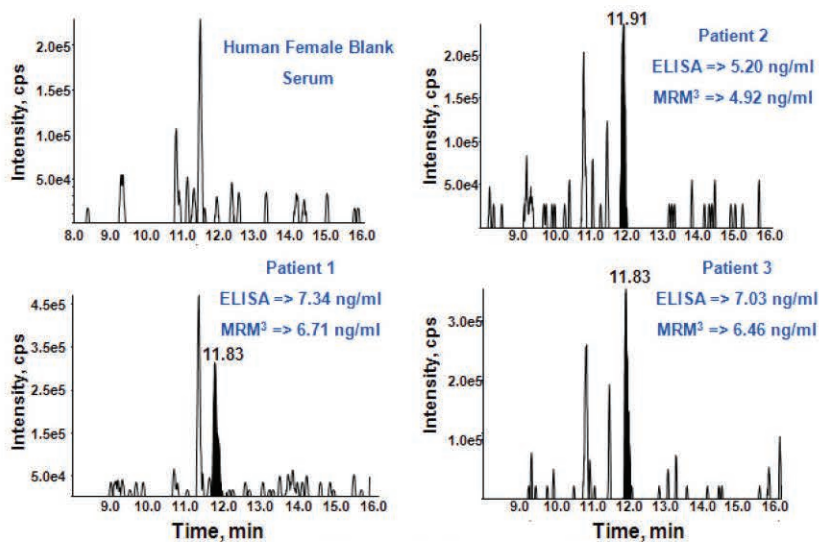 Intensity, cps
2.0e5
1.5e5
1.0e5
5.0e4
Human Female Blank
Serum
8.0 9.0 10.0 11.0 12.0 13.0 14.0 15.0 16.0
Intensity, cps
2.0e5
1.5e5
1.0e5
5.0e4
11.91
Patient 2
ELISA => 5.20 ng/ml
MRM³ => 4.92 ng/ml
9.0 10.0 11.0 12.0 13.0 14.0 15.0 16.0
Intensity, cps
4.5e5
3.5e5
2.5e5
1.5e5
5.0e4
11.83
Patient 1
ELISA => 7.34 ng/ml
MRM³ => 6.71 ng/ml
9.0 10.0 11.0 12.0 13.0 14.0 15.0 16.0
Time, min
Intensity, cps
3.0e5
2.0e5
1.0e5
11.83
Patient 3
ELISA => 7.03 ng/ml
MRM³ => 6.46 ng/ml
9.0 10.0 11.0 12.0 13.0 14.0 15.0 16.0
Time, min